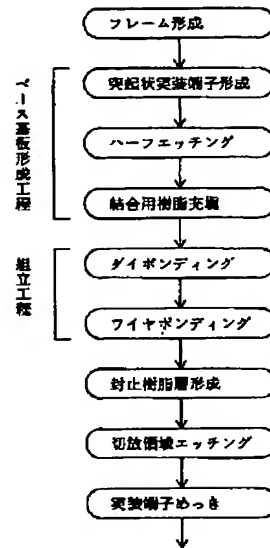 フレーム形成
ベース基板形成工程
突起状実装端子形成
ハーフエッチング
結合用樹脂充填
組立工程
ダイボンディング
ワイヤボンディング
封止樹脂層形成
切放領域エッチング
実装端子めっき